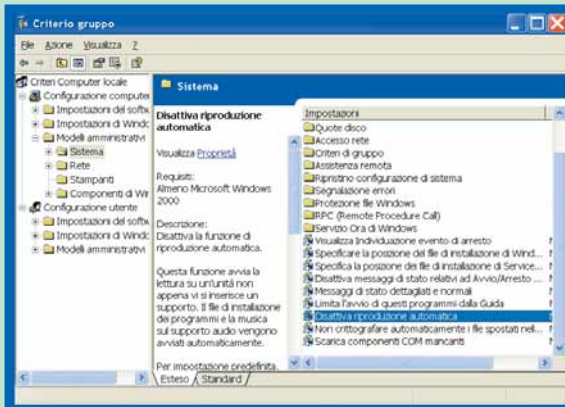 Criterio gruppo
File Azione Visualizza ?
Criteri Computer locale
Configurazione computer
Impostazioni del softw
Impostazioni di Windo
Modelli amministrativi
Sistema
Rete
Stampanti
Componenti di Wir
Configurazione utente
Impostazioni del softw
Impostazioni di Windo
Modelli amministrativi
Sistema
Disattiva riproduzione
automatica
Visualizza Proprietà
Requisiti:
Almeno Microsoft Windows
2000
Descrizione:
Disattiva la funzione di
riproduzione automatica.
Questa funzione avvia la
lettura su un'unità non
appena vi si inserisce un
supporto. Il file di installazione
dei programmi e la musica
sul supporto audio vengono
avviati automaticamente.
Per impostazione predefinita,
Impostazioni
Quote disco
Accesso rete
Criteri di gruppo
Assistenza remota
Ripristino configurazione di sistema
Segnalazione errori
Protezione file Windows
RPC (Remote Procedure Call)
Servizio Ora di Windows
Visualizza Individuazione evento di arresto
Specificare la posizione dei file di installazione di Wind...
Specifica la posizione dei file di installazione di Service...
Disattiva messaggi di stato relativi ad Avvio/Arresto ...
Messaggi di stato dettagliati e normali
Limita l'avvio di questi programmi dalla Guida
Disattiva riproduzione automatica
Non crittografare automaticamente i file spostati nell...
Scarica componenti COM mancanti
Esteso Standard